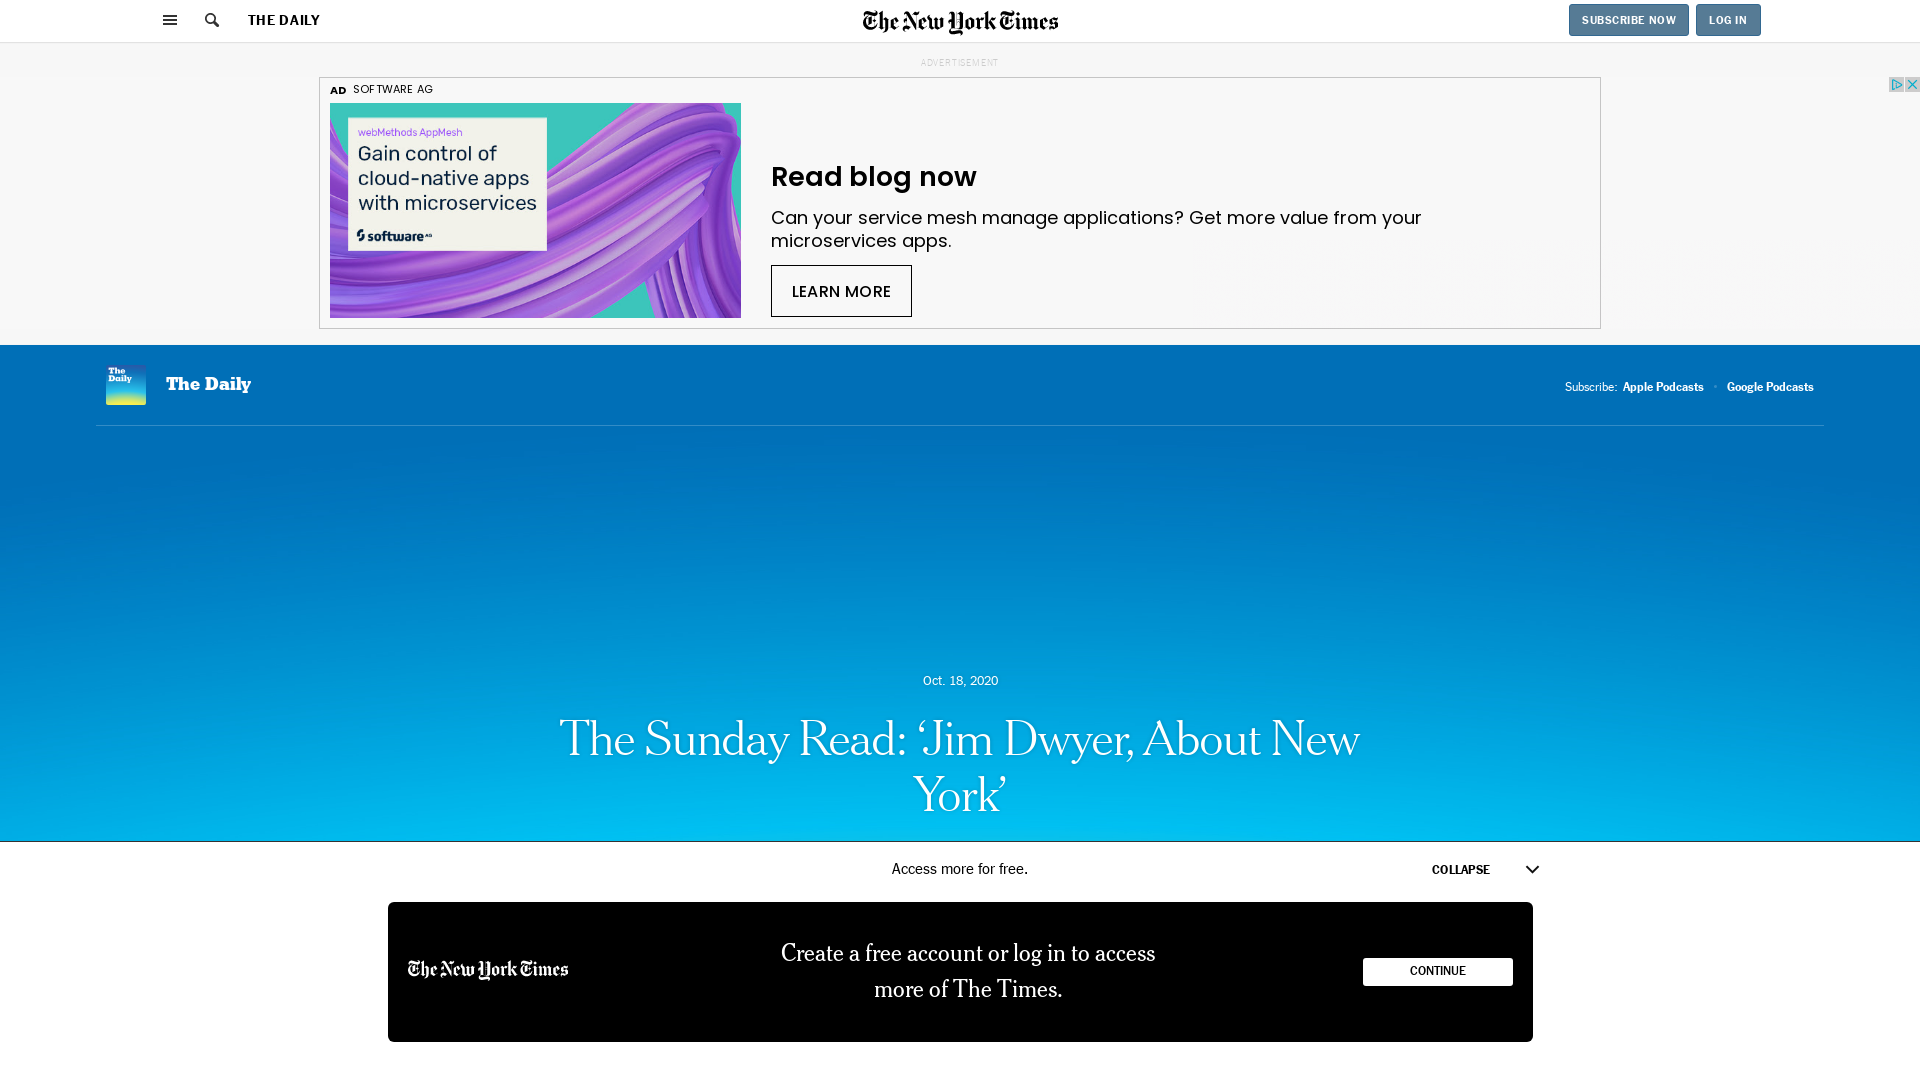 THE DAILY
The New York Times
SUBSCRIBE NOW
LOG IN
ADVERTISEMENT
AD SOFTWARE AG
webMethods AppMesh
Gain control of
cloud-native apps
with microservices
software AG
Read blog now
Can your service mesh manage applications? Get more value from your
microservices apps.
LEARN MORE
The
Daily
The Daily
Subscribe: Apple Podcasts • Google Podcasts
Oct. 18, 2020
The Sunday Read: ‘Jim Dwyer, About New
York’
Access more for free.
COLLAPSE
The New York Times
Create a free account or log in to access
more of The Times.
CONTINUE